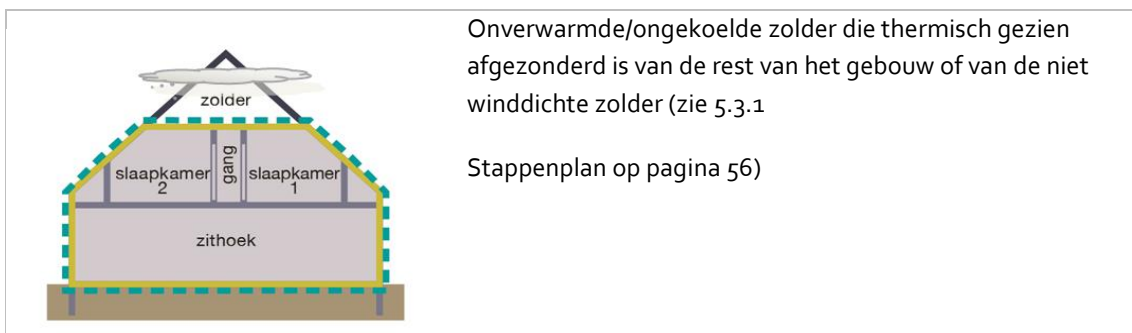 Onverwarmde/ongekoelde zolder die thermisch gezien
afgezonderd is van de rest van het gebouw of van de niet
winddichte zolder (zie 5.3.1
Stappenplan op pagina 56)
zolder
slaapkamer
2
gang
slaapkamer
1
zithoek